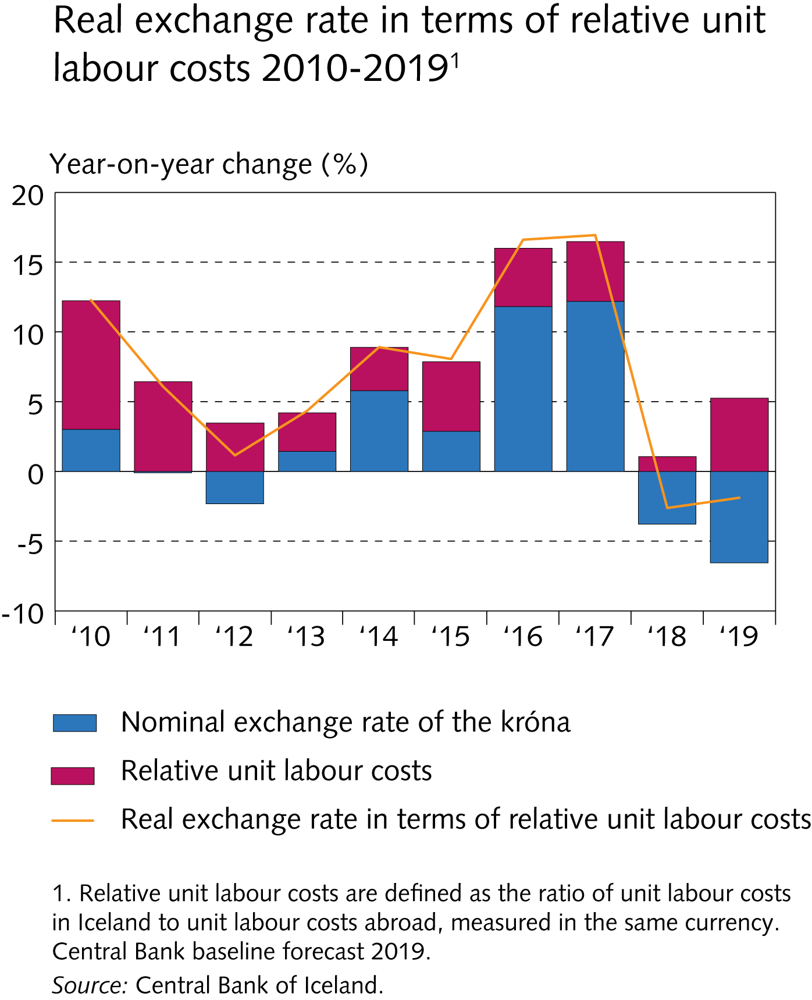 Real exchange rate in terms of relative unit
labour costs 2010-2019¹
Year-on-year change (%)
20
15
10
5
0
-5
-10
‘10 ‘11 ‘12 ‘13 ‘14 ‘15 ‘16 ‘17 ‘18 ‘19
Nominal exchange rate of the króna
Relative unit labour costs
Real exchange rate in terms of relative unit labour costs
1. Relative unit labour costs are defined as the ratio of unit labour costs
in Iceland to unit labour costs abroad, measured in the same currency.
Central Bank baseline forecast 2019.
Source: Central Bank of Iceland.